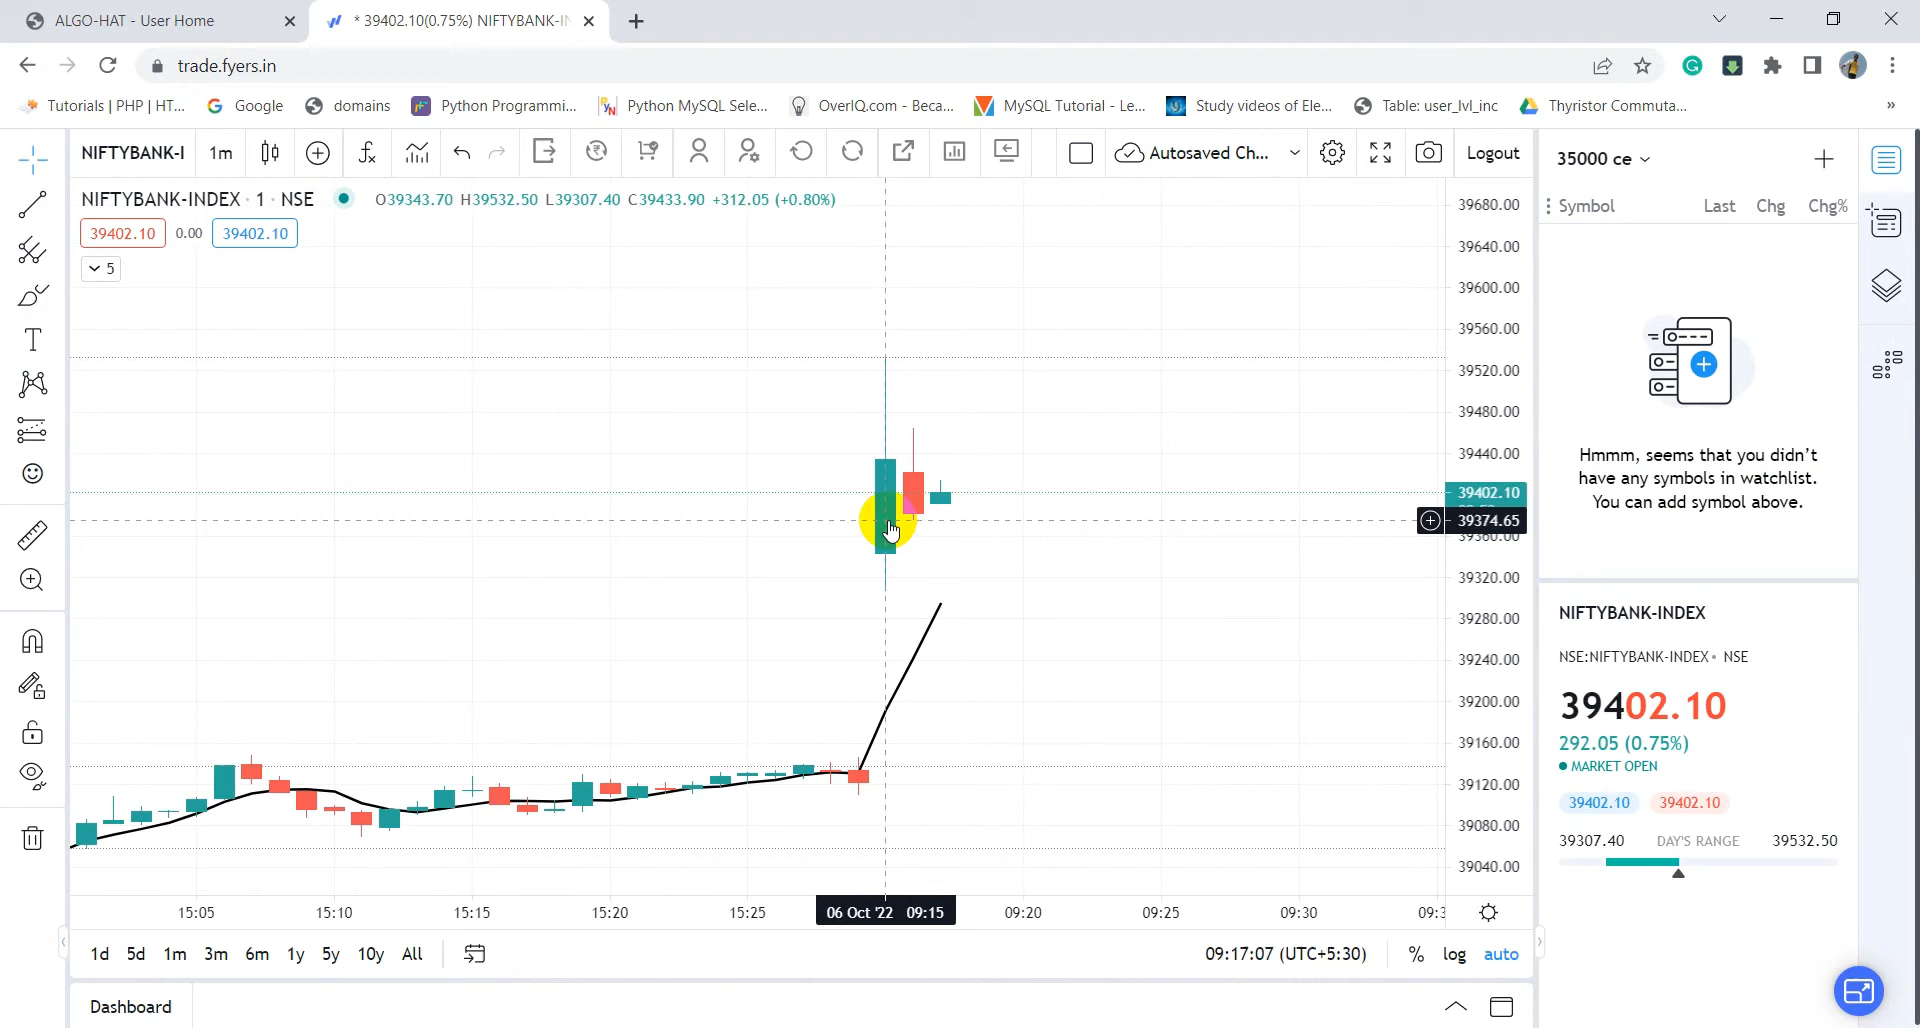 ALGO-HAT - User Home
* 39402.10(0.75%) NIFTYBANK-IN
trade.fyers.in
Tutorials | PHP | HT...
Google
domains
Python Programmi...
Python MySQL Sele...
OverIQ.com - Beca...
MySQL Tutorial - Le...
Study videos of Ele...
Table: user_lvl_inc
Thyristor Commuta...
»
NIFTYBANK-I
1m
Autosaved Ch...
Logout
35000 ce
NIFTYBANK-INDEX · 1 · NSE
O39343.70 H39532.50 L39307.40 C39433.90 +312.05 (+0.80%)
39402.10 0.00 39402.10
5
Symbol Last Chg Chg%
39680.00
39640.00
39600.00
39560.00
39520.00
39480.00
39440.00
39402.10
39374.65
39360.00
39320.00
39280.00
39240.00
39200.00
39160.00
39120.00
39080.00
39040.00
Hmmm, seems that you didn't
have any symbols in watchlist.
You can add symbol above.
NIFTYBANK-INDEX
NSE:NIFTYBANK-INDEX • NSE
39402.10
292.05 (0.75%)
MARKET OPEN
39402.10 39402.10
39307.40 DAY'S RANGE 39532.50
15:05 15:10 15:15 15:20 15:25 06 Oct '22 09:15 09:20 09:25 09:30 09:3
1d 5d 1m 3m 6m 1y 5y 10y All
09:17:07 (UTC+5:30) % log auto
Dashboard